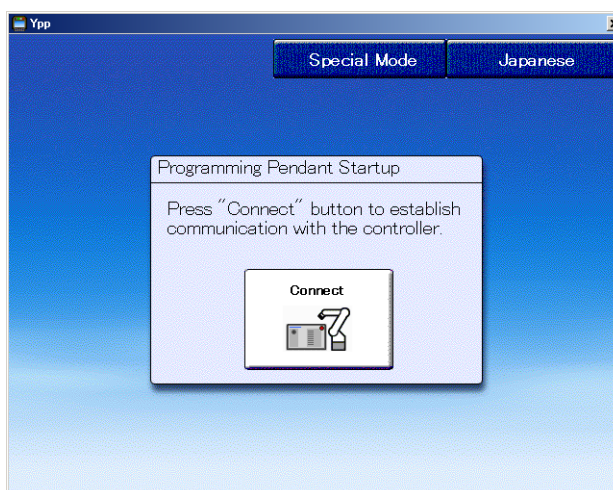 Ypp
Special Mode
Japanese
Programming Pendant Startup
Press "Connect" button to establish
communication with the controller.
Connect